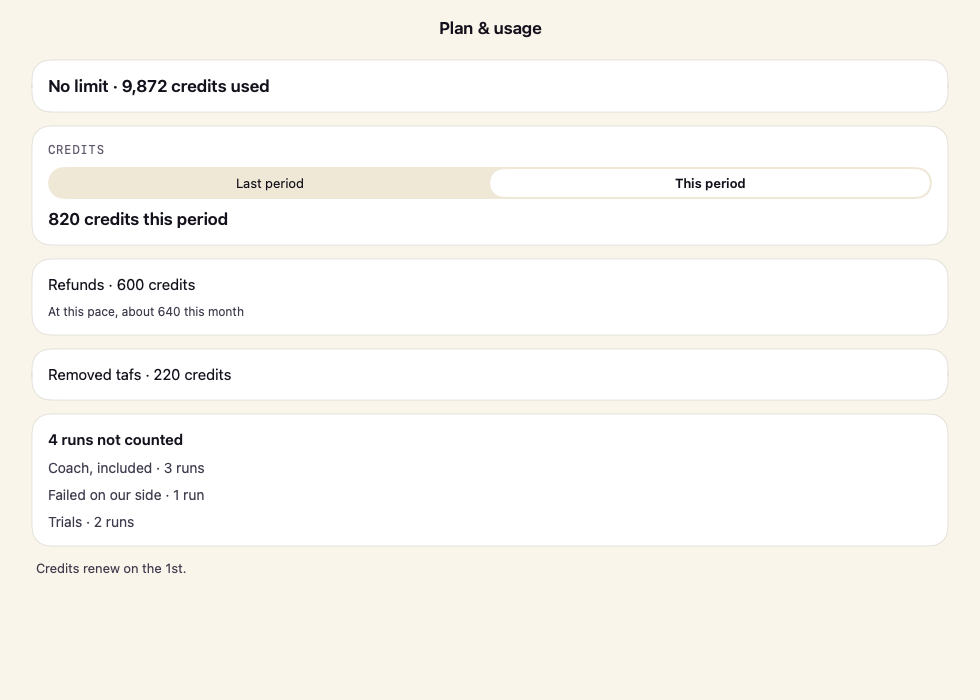 Plan & usage
No limit · 9,872 credits used
CREDITS
Last period
This period
820 credits this period
Refunds · 600 credits
At this pace, about 640 this month
Removed tafs · 220 credits
4 runs not counted
Coach, included · 3 runs
Failed on our side · 1 run
Trials · 2 runs
Credits renew on the 1st.